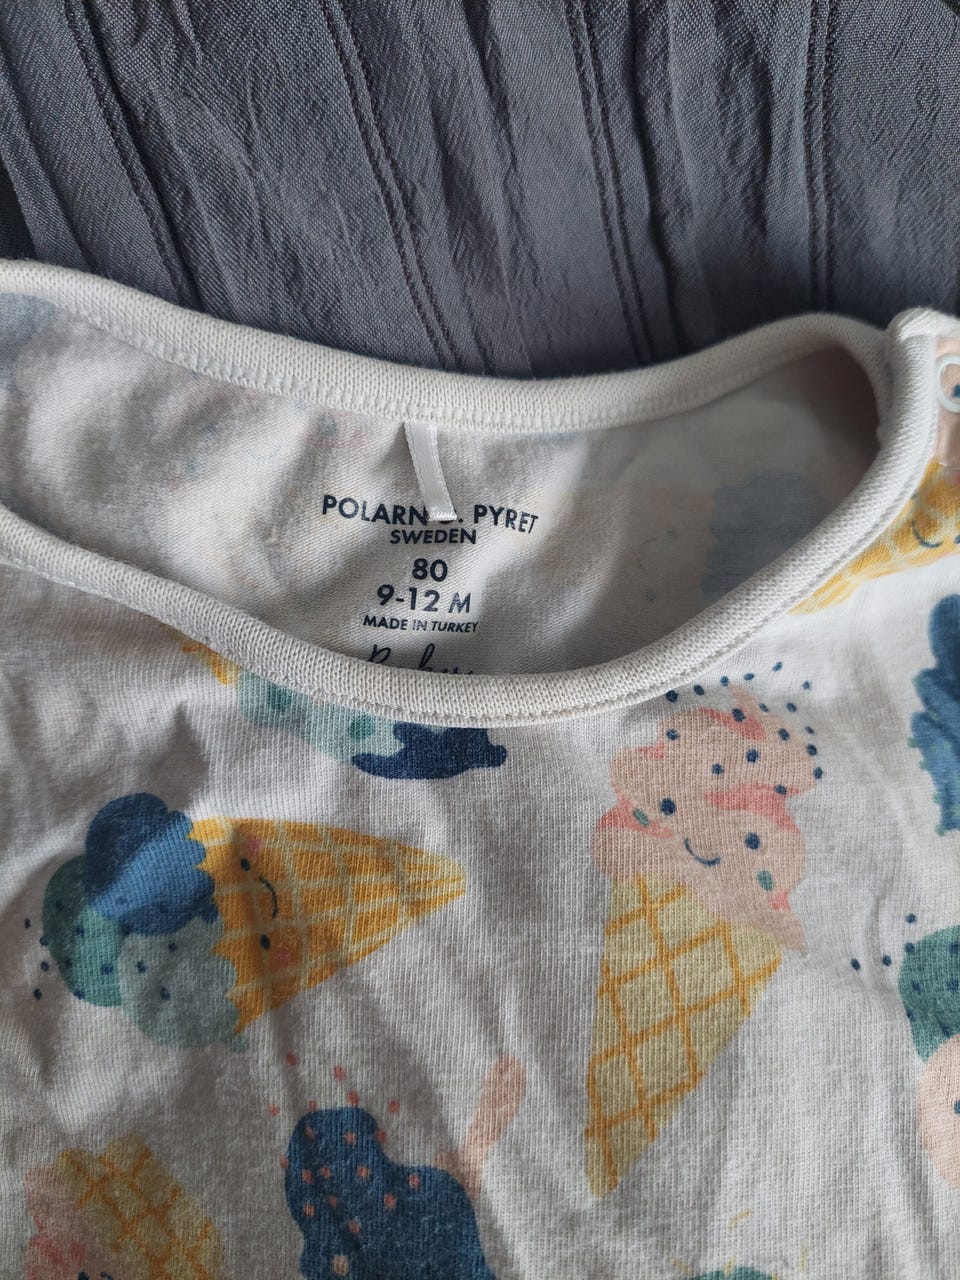 POLARN O. PYRET
SWEDEN
80
9-12 M
MADE IN TURKEY